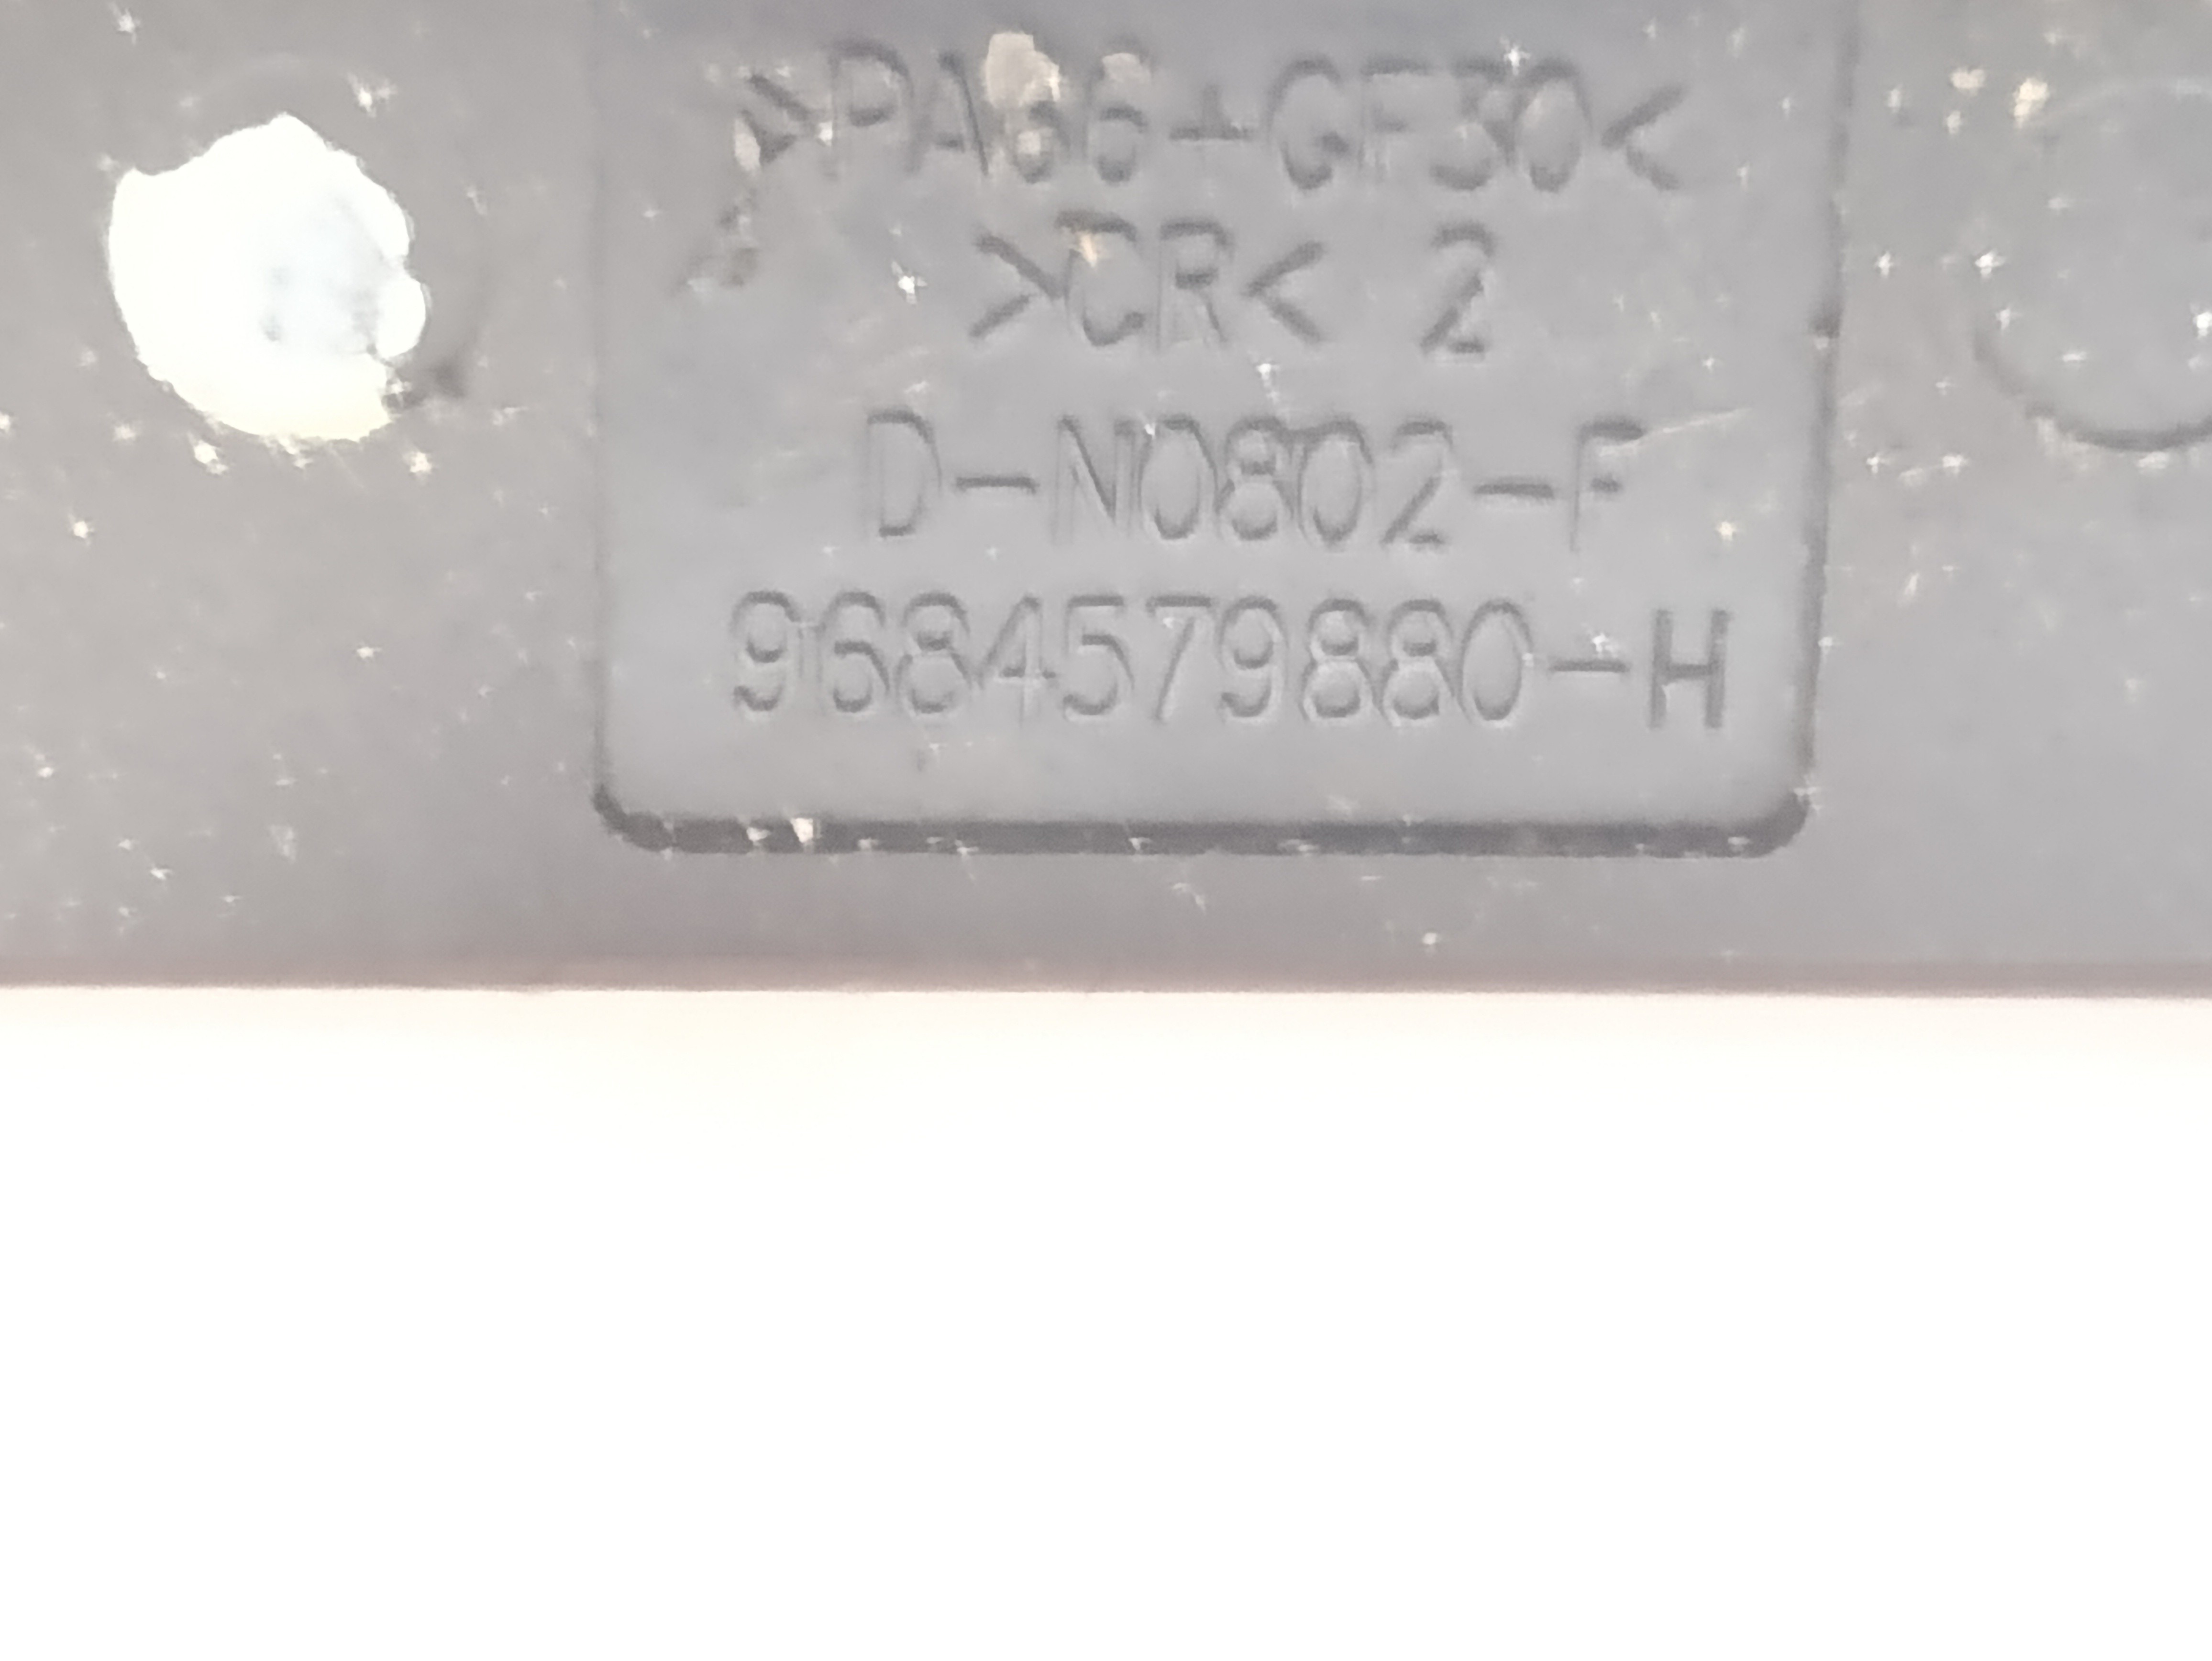 >PA66+GF30<
>CR< 2
D-N0802-F
9684579880-H